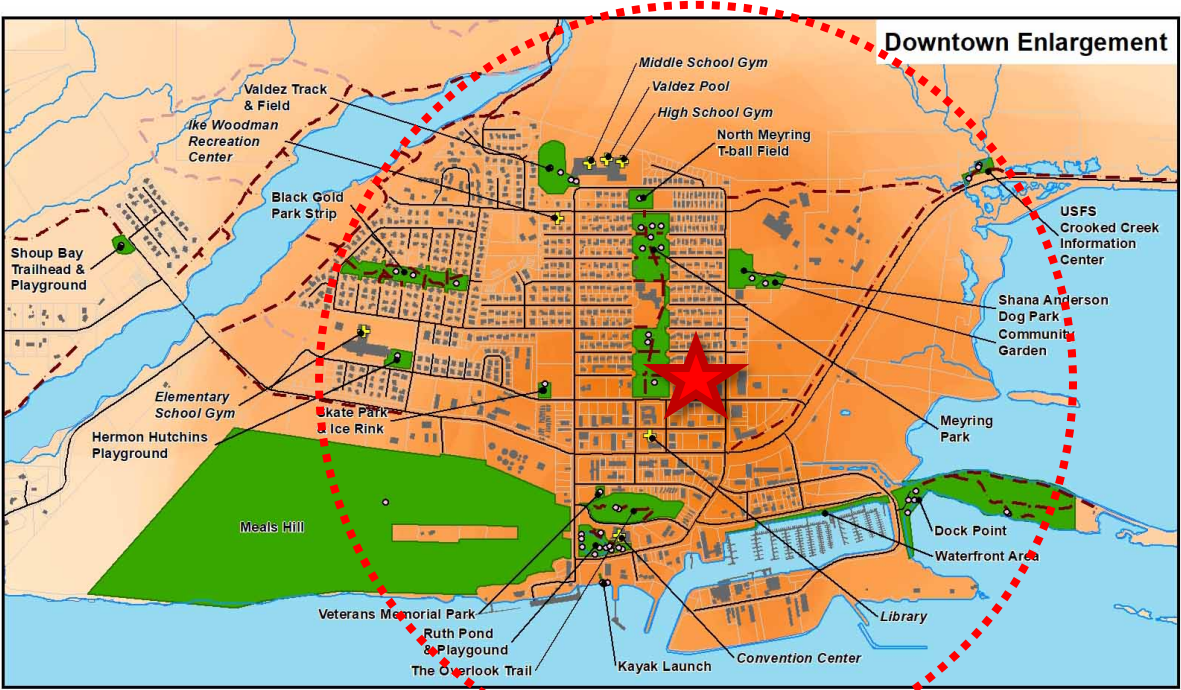 Downtown Enlargement
Middle School Gym
Valdez Pool
High School Gym
North Meyring
T-ball Field
Valdez Track
& Field
Ike Woodman
Recreation
Center
Black Gold
Park Strip
Shoup Bay
Trailhead &
Playground
USFS
Crooked Creek
Information
Center
Shana Anderson
Dog Park
Community
Garden
Elementary
School Gym
Skate Park
& Ice Rink
Hermon Hutchins
Playground
Meyring
Park
Meals Hill
Dock Point
Waterfront Area
Veterans Memorial Park
Ruth Pond
& Playgound
The Overlook Trail
Kayak Launch
Convention Center
Library